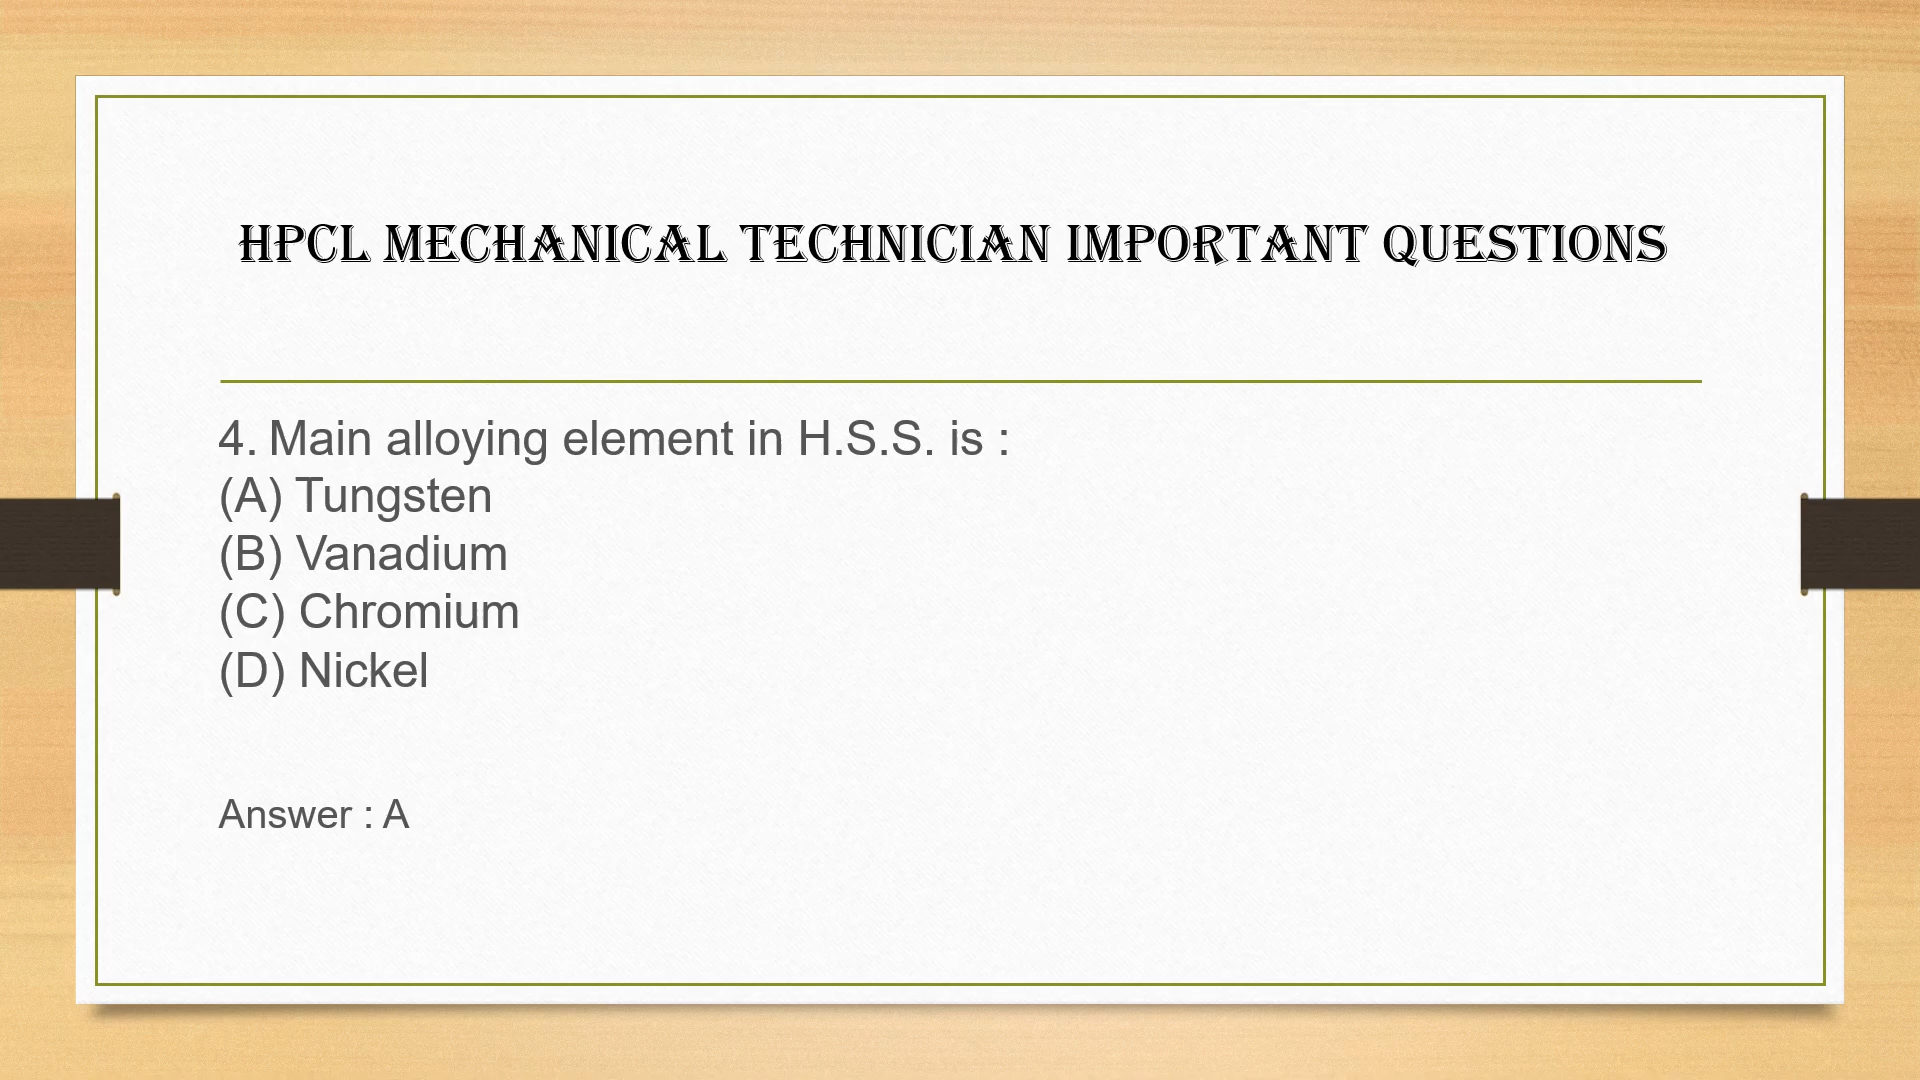 HPCL MECHANICAL TECHNICIAN IMPORTANT QUESTIONS
4. Main alloying element in H.S.S. is :
(A) Tungsten
(B) Vanadium
(C) Chromium
(D) Nickel
Answer : A